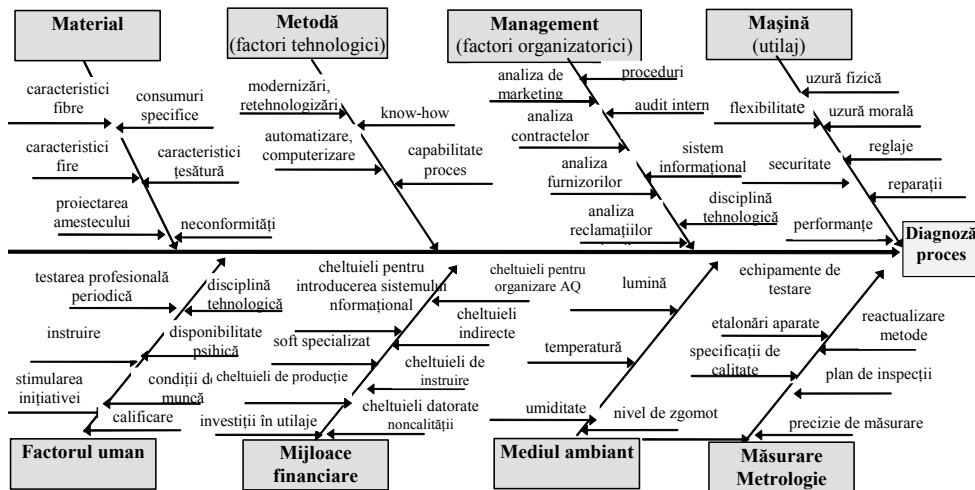 Material
Metodă
(factori tehnologici)
Management
(factori organizatorici)
Maşină
(utilaj)
caracteristici
fibre
consumuri
specifice
caracteristici
fire
caracteristici
ţesătură
proiectarea
amestecului
neconformităţi
modernizări,
retehnologizări
know-how
automatizare,
computerizare
capabilitate
proces
analiza de
marketing
proceduri
audit intern
analiza
contractelor
sistem
informaţional
analiza
furnizorilor
disciplină
tehnologică
analiza
reclamaţiilor
uzură fizică
flexibilitate
uzură morală
reglaje
securitate
reparaţii
performanţe
Diagnoză
proces
testarea profesională
periodică
disciplină
tehnologică
instruire
disponibilitate
psihică
stimularea
iniţiativei
condiţii de
muncă
calificare
cheltuieli pentru
introducerea sistemului
nformaţional
cheltuieli pentru
organizare AQ
cheltuieli
indirecte
soft specializat
cheltuieli de
instruire
cheltuieli de producţie
cheltuieli datorate
noncalităţii
investiţii în utilaje
lumină
temperatură
umiditate
nivel de zgomot
echipamente de
testare
etalonări aparate
reactualizare
metode
specificaţii de
calitate
plan de inspecţii
precizie de măsurare
Factorul uman
Mijloace
financiare
Mediul ambiant
Măsurare
Metrologie